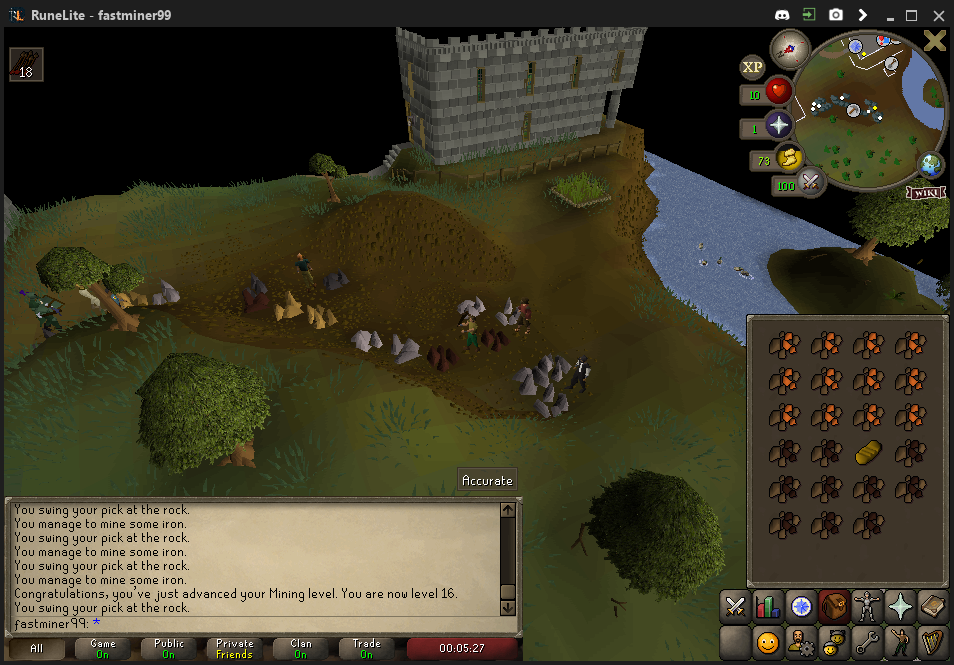 RuneLite - fastminer99
18
XP
10
1
73
100
WIKI
Accurate
You swing your pick at the rock.
You manage to mine some iron.
You swing your pick at the rock.
You manage to mine some iron.
You swing your pick at the rock.
You manage to mine some iron.
Congratulations, you've just advanced your Mining level. You are now level 16.
You swing your pick at the rock.
fastminer99: *
All
Game
On
Public
On
Private
Friends
Clan
On
Trade
On
00:05:27